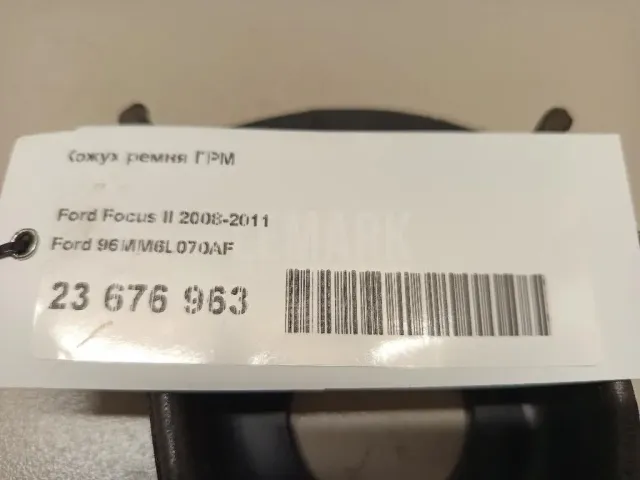 Кожух ремня ГРМ
Ford Focus II 2008-2011
Ford 96MM6L070AF
23 676 963